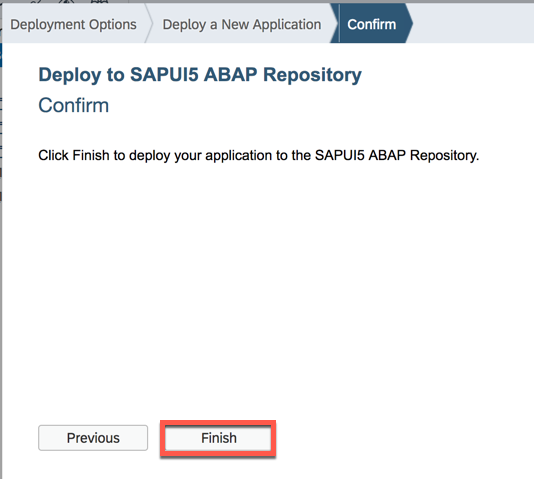 Deployment Options Deploy a New Application Confirm
Deploy to SAPUI5 ABAP Repository
Confirm
Click Finish to deploy your application to the SAPUI5 ABAP Repository.
Previous Finish